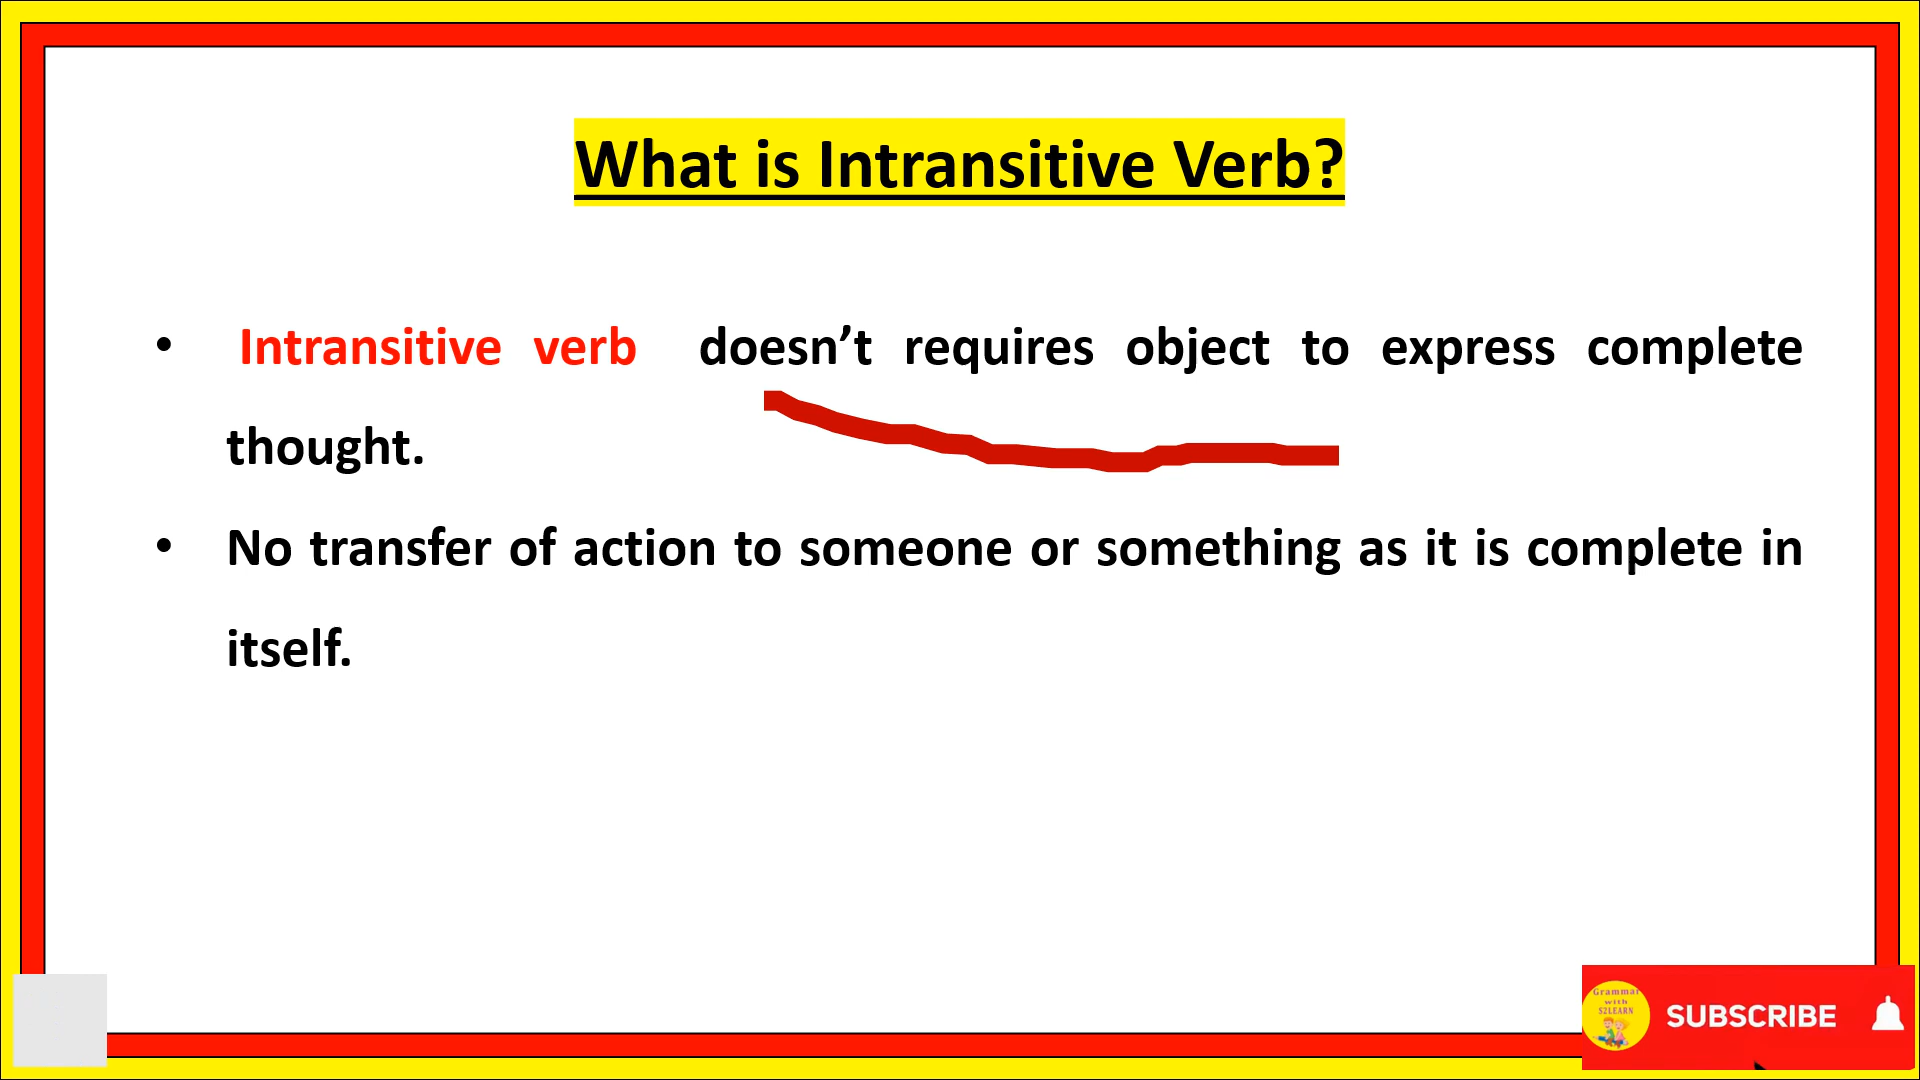 What is Intransitive Verb?
• Intransitive verb doesn’t requires object to express complete
thought.
• No transfer of action to someone or something as it is complete in
itself.
Grammar
with
S2LEARN
SUBSCRIBE